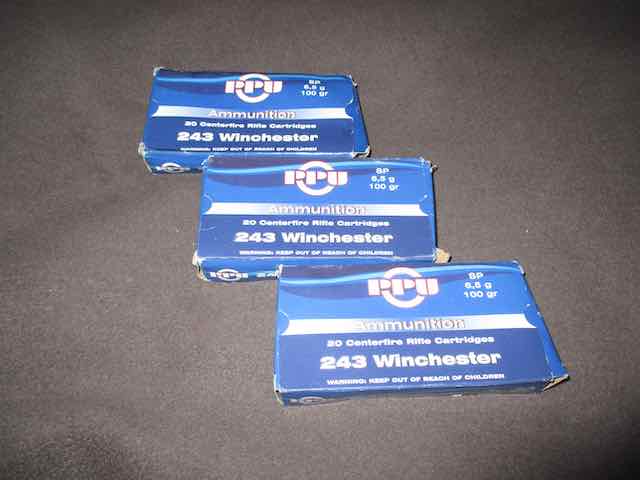 PPU
SP
6,5 g
100 gr
Ammunition
20 Centerfire Rifle Cartridges
243 Winchester
WARNING: KEEP OUT OF REACH OF CHILDREN
PPU
SP
6,5 g
100 gr
Ammunition
20 Centerfire Rifle Cartridges
243 Winchester
WARNING: KEEP OUT OF REACH OF CHILDREN
PPU
PPU
SP
6,5 g
100 gr
Ammunition
20 Centerfire Rifle Cartridges
243 Winchester
WARNING: KEEP OUT OF REACH OF CHILDREN